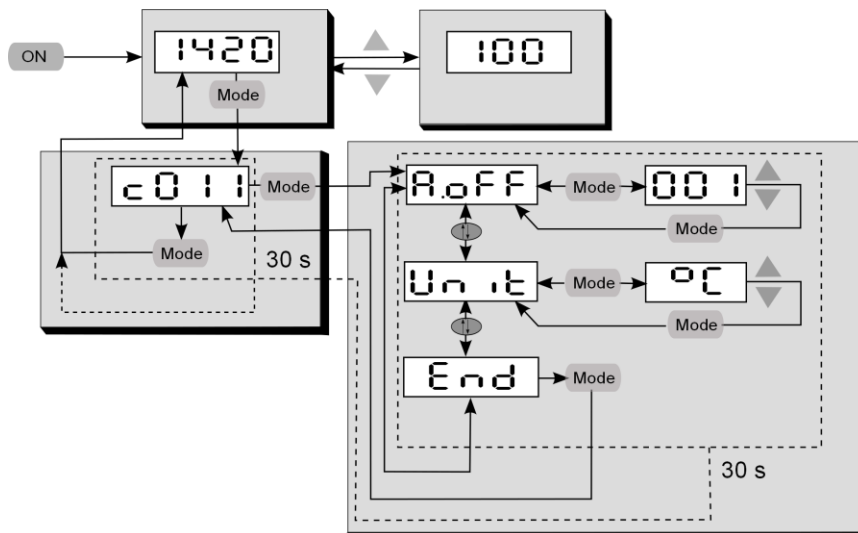 ON
1420
100
Mode
c011
Mode
A.oFF
Mode
001
Mode
Mode
30 s
Unit
Mode
°C
Mode
End
Mode
30 s